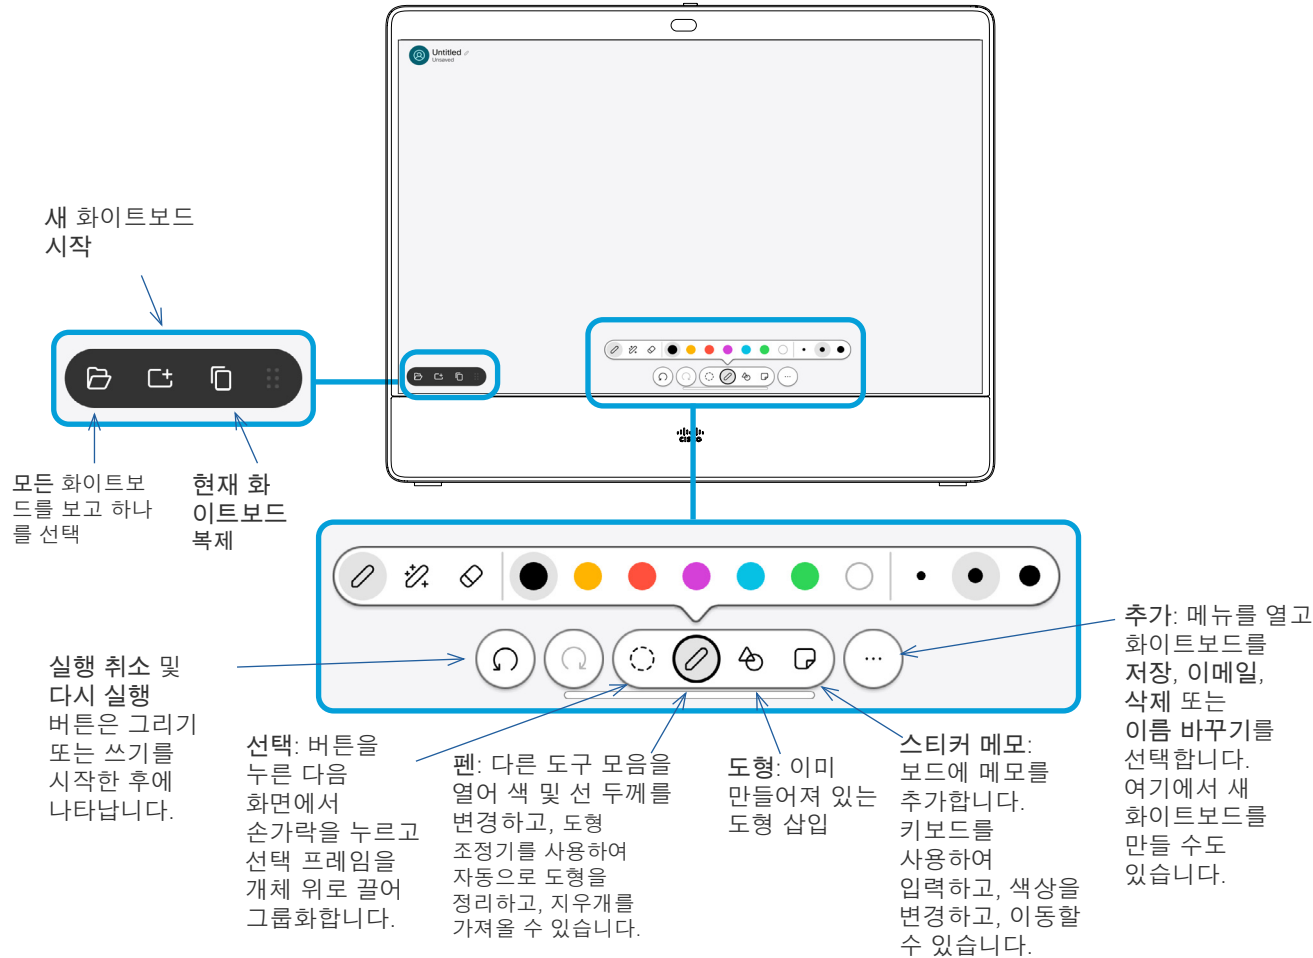 Untitled
Unsaved
새 화이트보드
시작
모든 화이트보
드를 보고 하나
를 선택
현재 화
이트보드
복제
CISCO
실행 취소 및
다시 실행
버튼은 그리기
또는 쓰기를
시작한 후에
나타납니다.
선택: 버튼을
누른 다음
화면에서
손가락을 누르고
선택 프레임을
개체 위로 끌어
그룹화합니다.
펜: 다른 도구 모음을
열어 색 및 선 두께를
변경하고, 도형
조정기를 사용하여
자동으로 도형을
정리하고, 지우개를
가져올 수 있습니다.
도형: 이미
만들어져 있는
도형 삽입
스티커 메모:
보드에 메모를
추가합니다.
키보드를
사용하여
입력하고, 색상을
변경하고, 이동할
수 있습니다.
추가: 메뉴를 열고
화이트보드를
저장, 이메일,
삭제 또는
이름 바꾸기를
선택합니다.
여기에서 새
화이트보드를
만들 수도
있습니다.